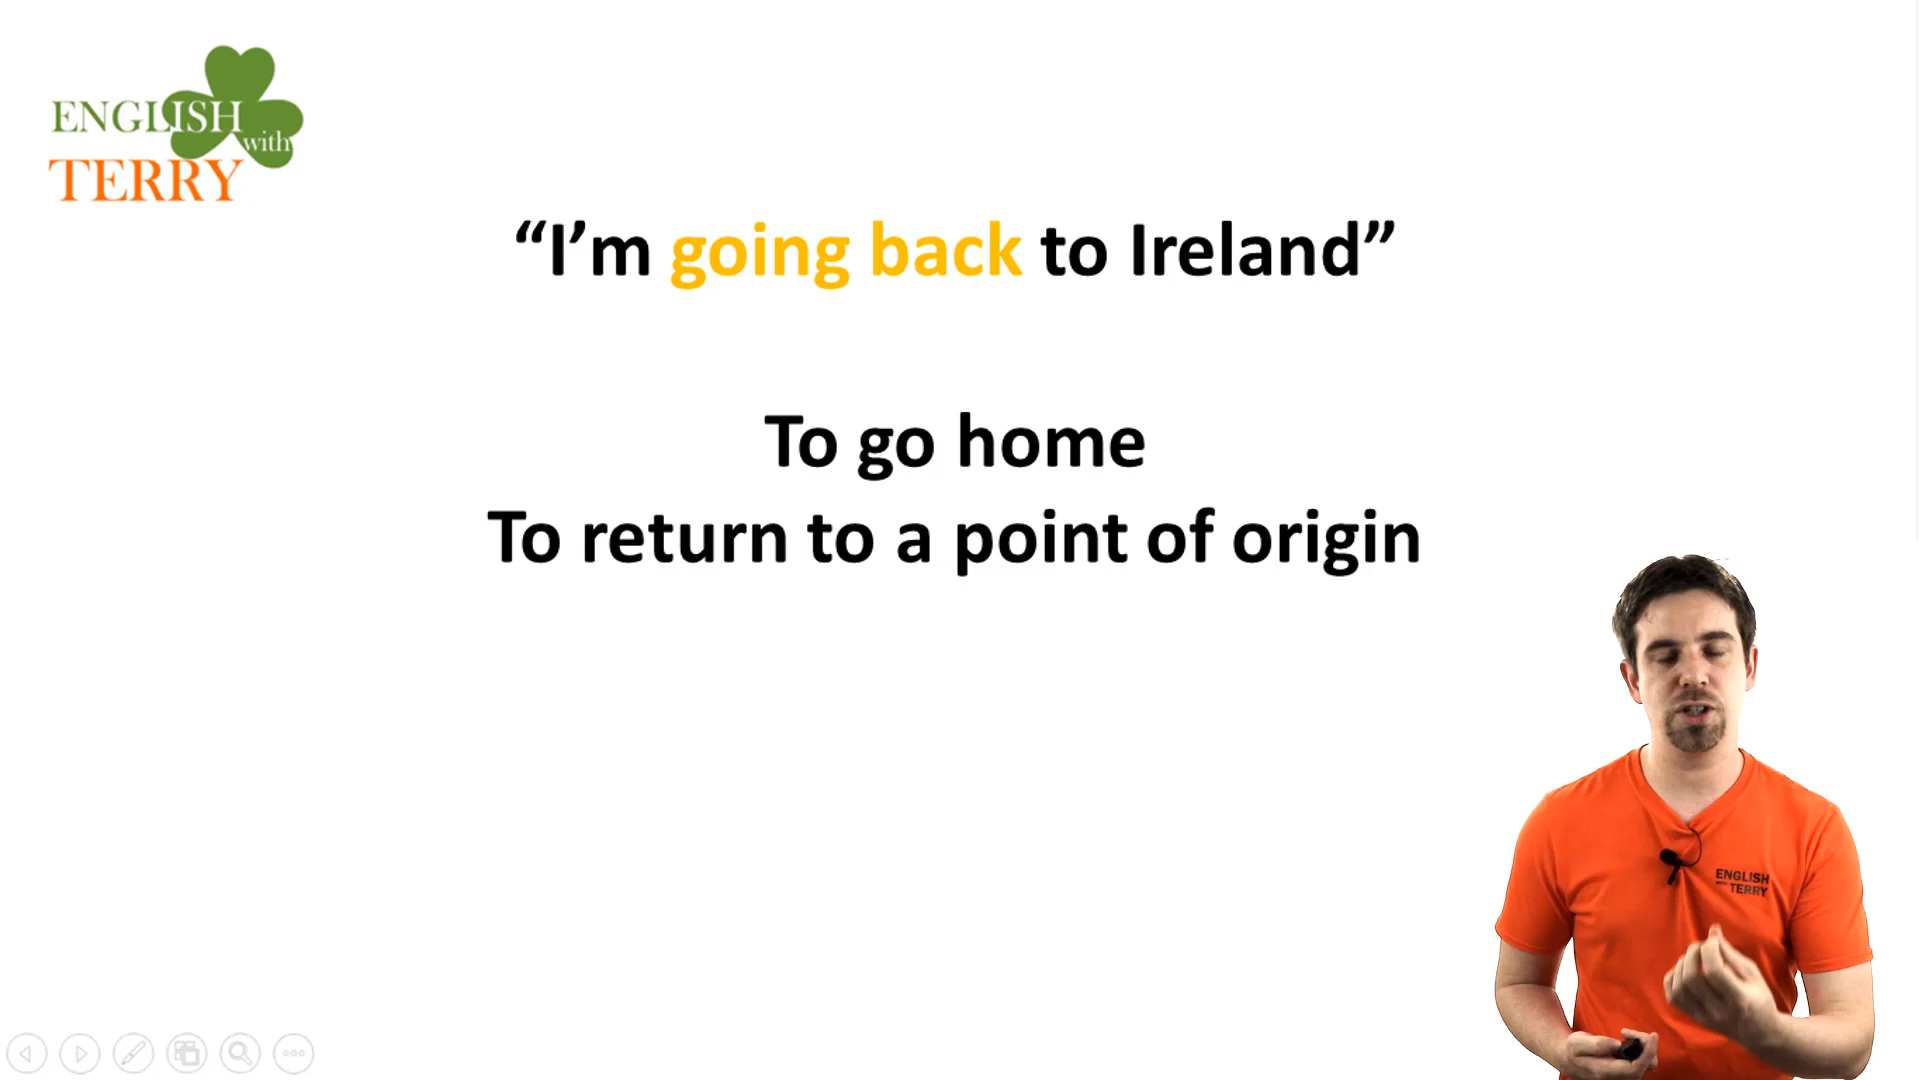 ENGLISH
with
TERRY
“I’m going back to Ireland”
To go home
To return to a point of origin
ENGLISH
TERRY